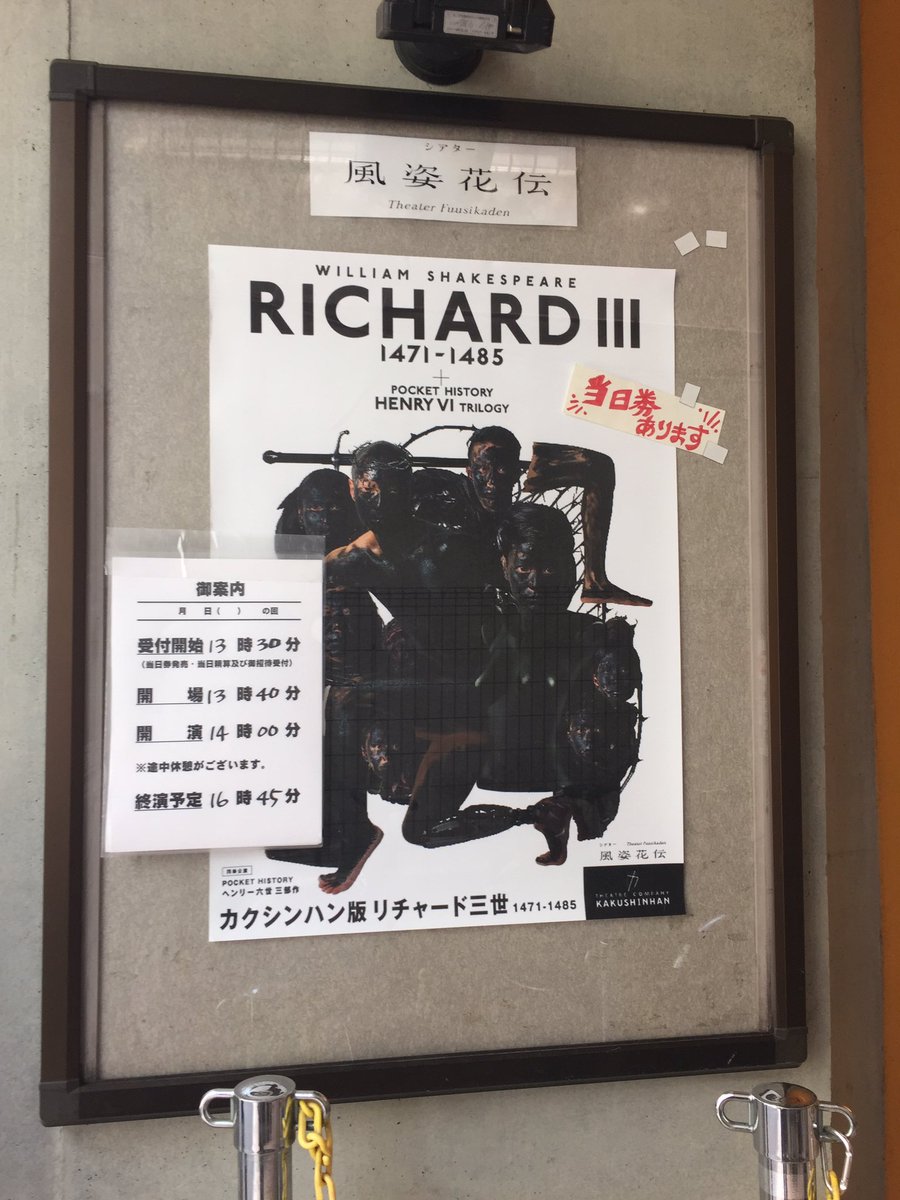 シアター
風姿花伝
Theater Fuusikaden
WILLIAM SHAKESPEARE
RICHARD III
1471-1485
+
POCKET HISTORY
HENRY VI TRILOGY
当日券
あります
御案内
月 日( ) の回
受付開始 13 時 30 分
(当日券発売・当日精算及び御招待受付)
開 場 13 時 40 分
開 演 14 時 00 分
※途中休憩がございます。
終演予定 16 時 45 分
シアター Theater Fuusikaden
風姿花伝
POCKET HISTORY
ヘンリー六世三部作
カクシンハン版 リチャード三世 1471-1485
THEATRE COMPANY
KAKUSHINHAN